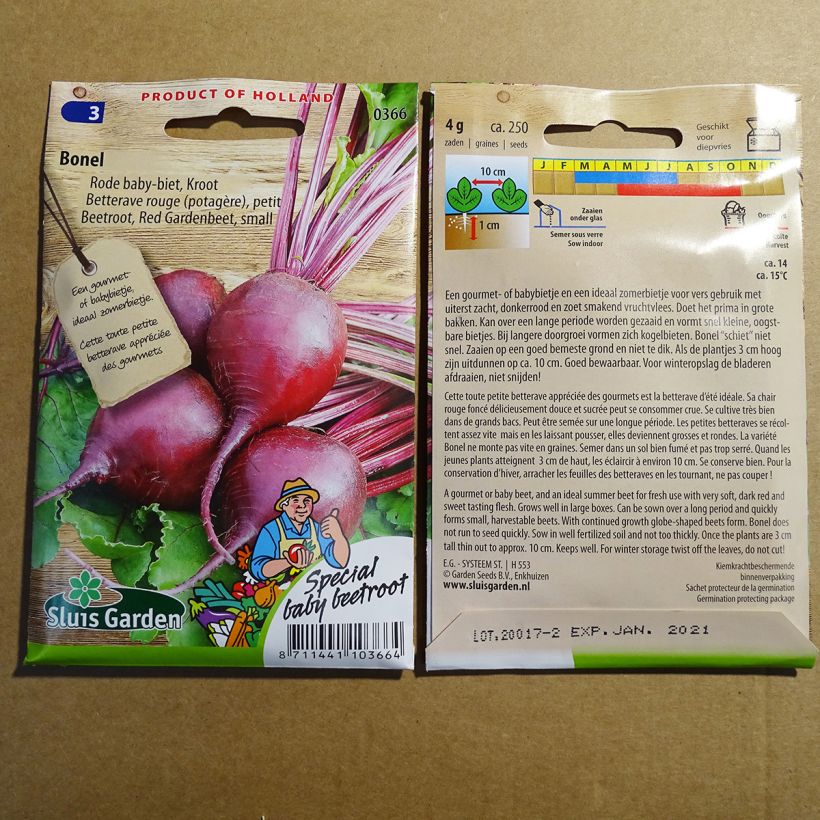 PRODUCT OF HOLLAND
3
0366
Bonel
Rode baby-biet, Kroot
Betterave rouge (potagère), petit
Beetroot, Red Gardenbeet, small
Een gourmet-
of babybietje,
ideaal zomerbietje.
Cette toute petite
betterave appréciée
des gourmets
Special
baby beetroot
Sluis Garden
8 711441 103664
4 g ca. 250
zaden | graines | seeds
Geschikt
voor
diepvries
10 cm
1 cm
J F M A M J J A S O N D
Zaaien
onder glas
Semer sous verre
Sow indoor
ca. 14
ca. 15°C
Een gourmet- of babybietje en een ideaal zomerbietje voor vers gebruik met
uiterst zacht, donkerrood en zoet smakend vruchtvlees. Doet het prima in grote
bakken. Kan over een lange periode worden gezaaid en vormt snel kleine, oogst-
bare bietjes. Bij langere doorgroei vormen zich kogelbieten. Bonel "schiet" niet
snel. Zaaien op een goed bemeste grond en niet te dik. Als de plantjes 3 cm hoog
zijn uitdunnen op ca. 10 cm. Goed bewaarbaar. Voor winteropslag de bladeren
afdraaien, niet snijden!
Cette toute petite betterave appréciée des gourmets est la betterave d'été idéale. Sa chair
rouge foncé délicieusement douce et sucrée peut se consommer crue. Se cultive très bien
dans de grands bacs. Peut être semée sur une longue période. Les petites betteraves se récol-
tent assez vite mais en les laissant pousser, elles deviennent grosses et rondes. La variété
Bonel ne monte pas vite en graines. Semer dans un sol bien fumé et pas trop serré. Quand les
jeunes plants atteignent 3 cm de haut, les éclaircir à environ 10 cm. Se conserve bien. Pour la
conservation d'hiver, arracher les feuilles des betteraves en les tournant, ne pas couper !
A gourmet or baby beet, and an ideal summer beet for fresh use with very soft, dark red and
sweet tasting flesh. Grows well in large boxes. Can be sown over a long period and quickly
forms small, harvestable beets. With continued growth globe-shaped beets form. Bonel does
not run to seed quickly. Sow in well fertilized soil and not too thickly. Once the plants are 3 cm
tall thin out to approx. 10 cm. Keeps well. For winter storage twist off the leaves, do not cut!
E.G. - SYSTEEM ST. | H 553
© Garden Seeds B.V., Enkhuizen
www.sluisgarden.nl
Kiemkrachtbeschermende
binnenverpakking
Sachet protecteur de la germination
Germination protecting package
LOT.20017-2 EXP.JAN. 2021